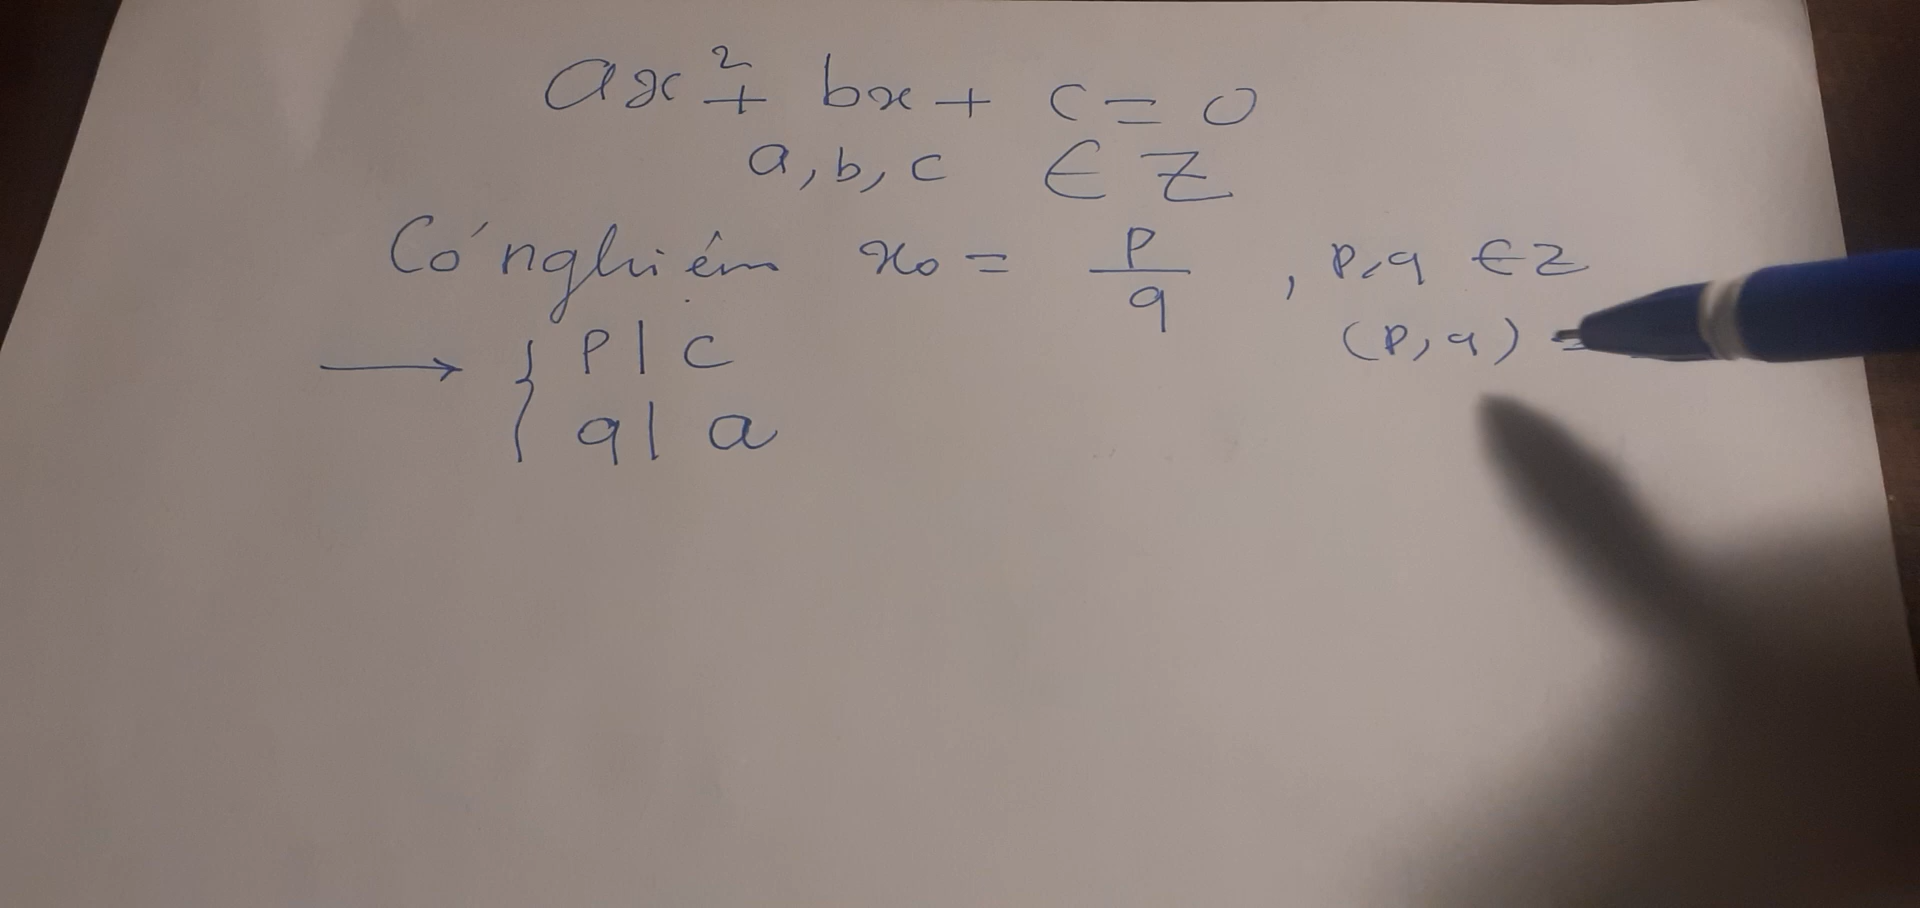 ax² + bx + c = 0
a, b, c ∈ Z
Có nghiệm x₀ = p/q , p,q ∈ Z
(p, q) =
→ { p | c
q | a